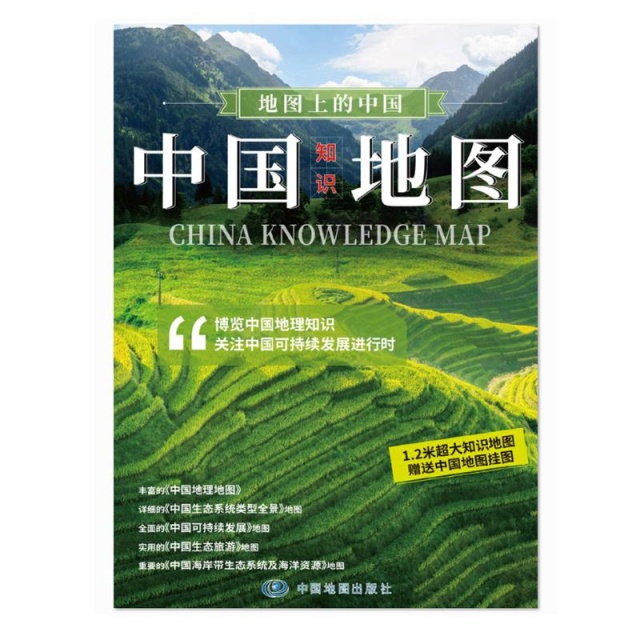 地图上的中国
中国知识地图
CHINA KNOWLEDGE MAP
博览中国地理知识
关注中国可持续发展进行时
1.2米超大知识地图
赠送中国地图挂图
丰富的《中国地理地图》
详细的《中国生态系统类型全景》地图
全面的《中国可持续发展》地图
实用的《中国生态旅游》地图
重要的《中国海岸带生态系统及海洋资源》地图
中国地图出版社